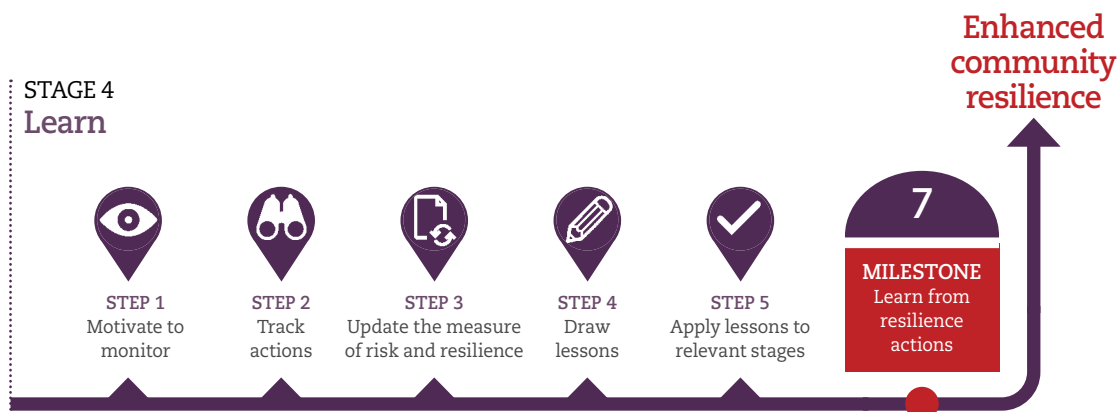 STAGE 4
Learn
STEP 1
Motivate to
monitor
STEP 2
Track
actions
STEP 3
Update the measure
of risk and resilience
STEP 4
Draw
lessons
STEP 5
Apply lessons to
relevant stages
7
MILESTONE
Learn from
resilience
actions
Enhanced
community
resilience